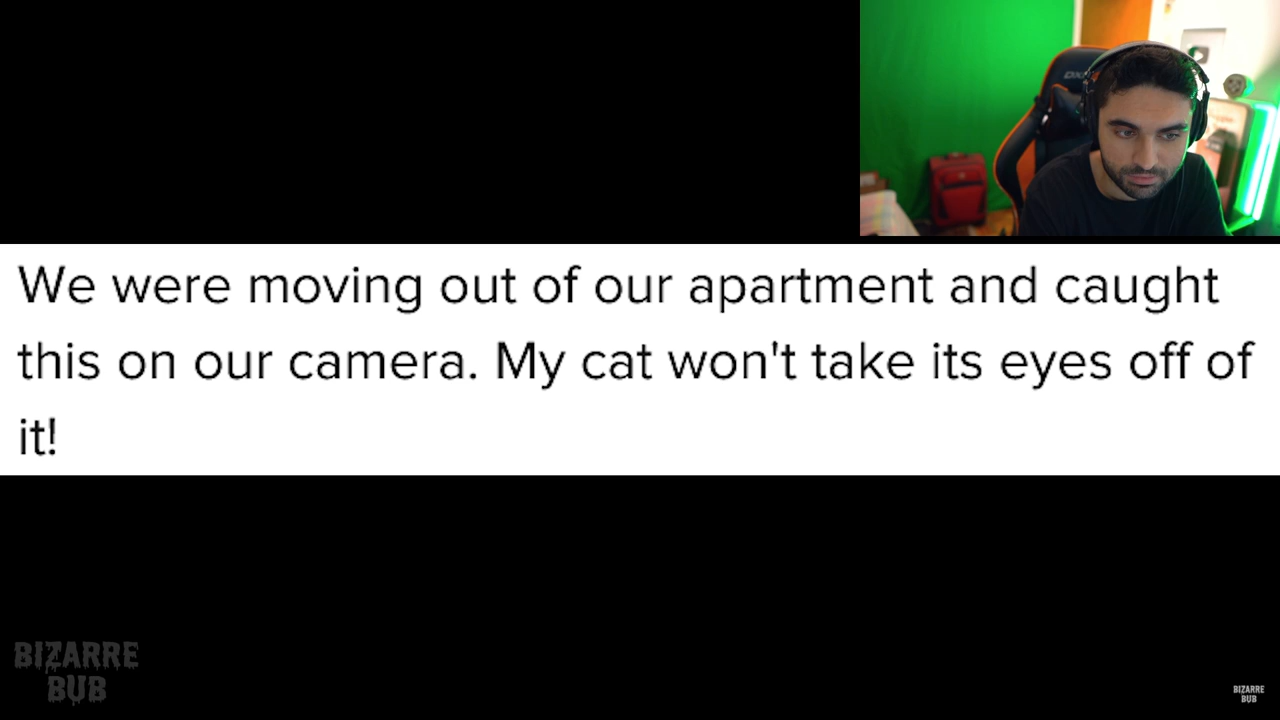 We were moving out of our apartment and caught
this on our camera. My cat won't take its eyes off of
it!
BIZARRE
BUB
BIZARRE
BUB